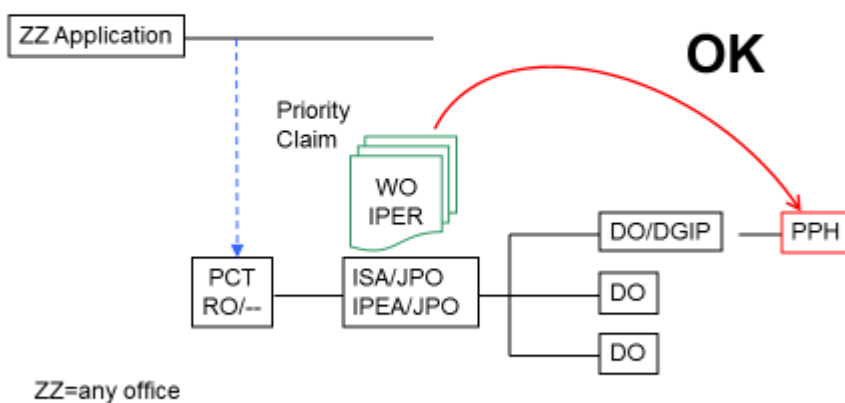 ZZ Application
OK
Priority
Claim
WO
IPER
DO/DGIP
PPH
PCT
RO/--
ISA/JPO
IPEA/JPO
DO
DO
ZZ=any office